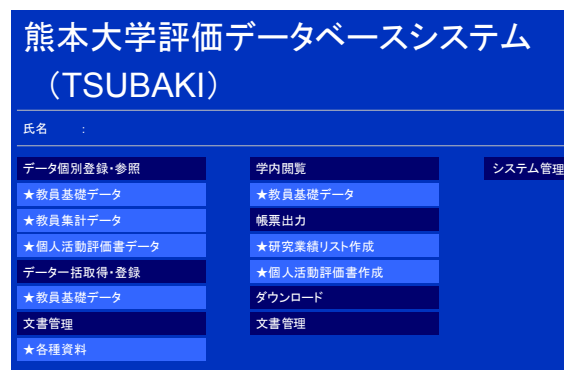 熊本大学評価データベースシステム
（TSUBAKI）
氏名　　：
データ個別登録・参照
★教員基礎データ
★教員集計データ
★個人活動評価書データ
データ一括取得・登録
★教員基礎データ
文書管理
★各種資料
学内閲覧
★教員基礎データ
帳票出力
★研究業績リスト作成
★個人活動評価書作成
ダウンロード
文書管理
システム管理